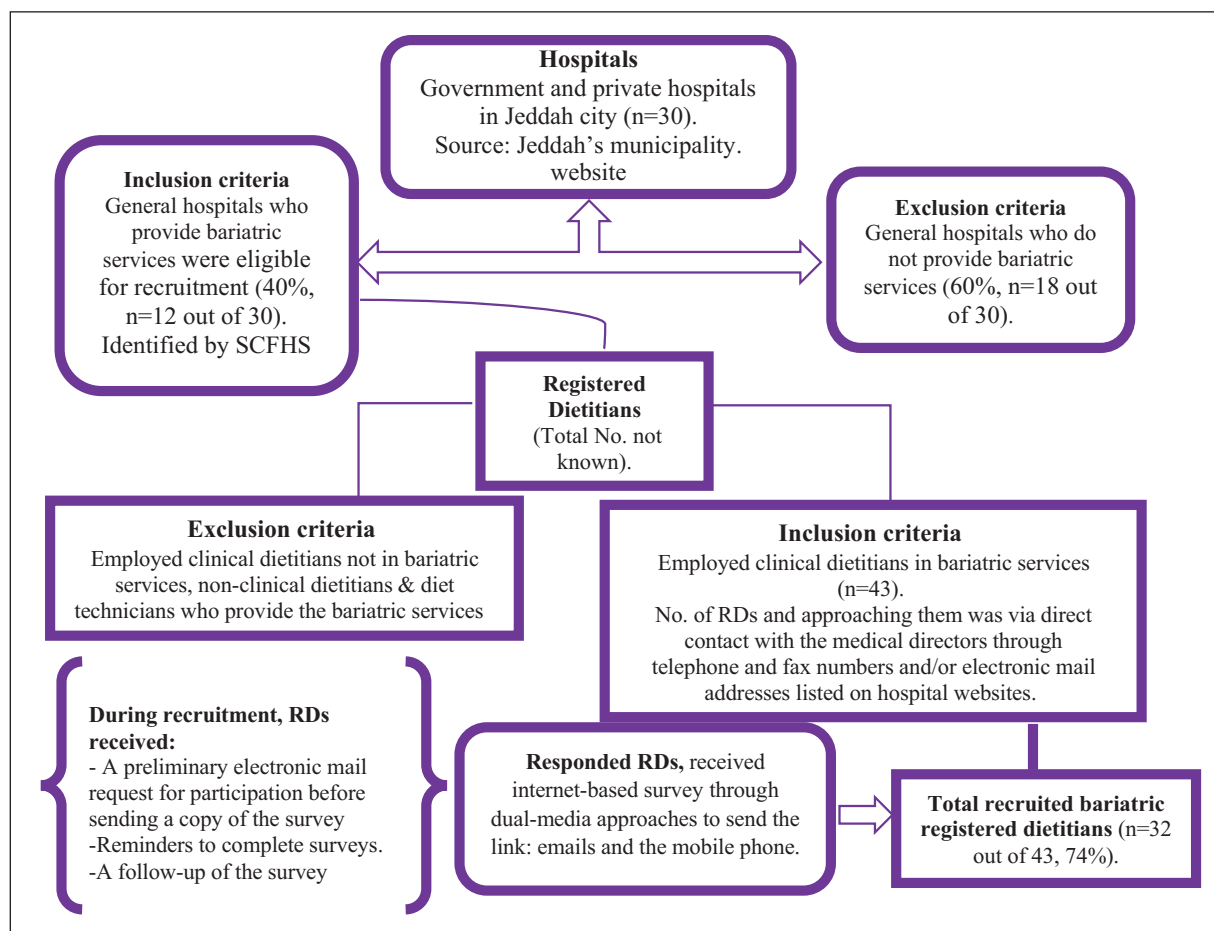 Hospitals
Government and private hospitals
in Jeddah city (n=30).
Source: Jeddah's municipality.
website
Inclusion criteria
General hospitals who
provide bariatric
services were eligible
for recruitment (40%,
n=12 out of 30).
Identified by SCFHS
Exclusion criteria
General hospitals who do
not provide bariatric
services (60%, n=18 out
of 30).
Registered
Dietitians
(Total No. not
known).
Exclusion criteria
Employed clinical dietitians not in bariatric
services, non-clinical dietitians & diet
technicians who provide the bariatric services
Inclusion criteria
Employed clinical dietitians in bariatric services
(n=43).
No. of RDs and approaching them was via direct
contact with the medical directors through
telephone and fax numbers and/or electronic mail
addresses listed on hospital websites.
During recruitment, RDs
received:
- A preliminary electronic mail
request for participation before
sending a copy of the survey
-Reminders to complete surveys.
-A follow-up of the survey
Responded RDs, received
internet-based survey through
dual-media approaches to send the
link: emails and the mobile phone.
Total recruited bariatric
registered dietitians (n=32
out of 43, 74%).